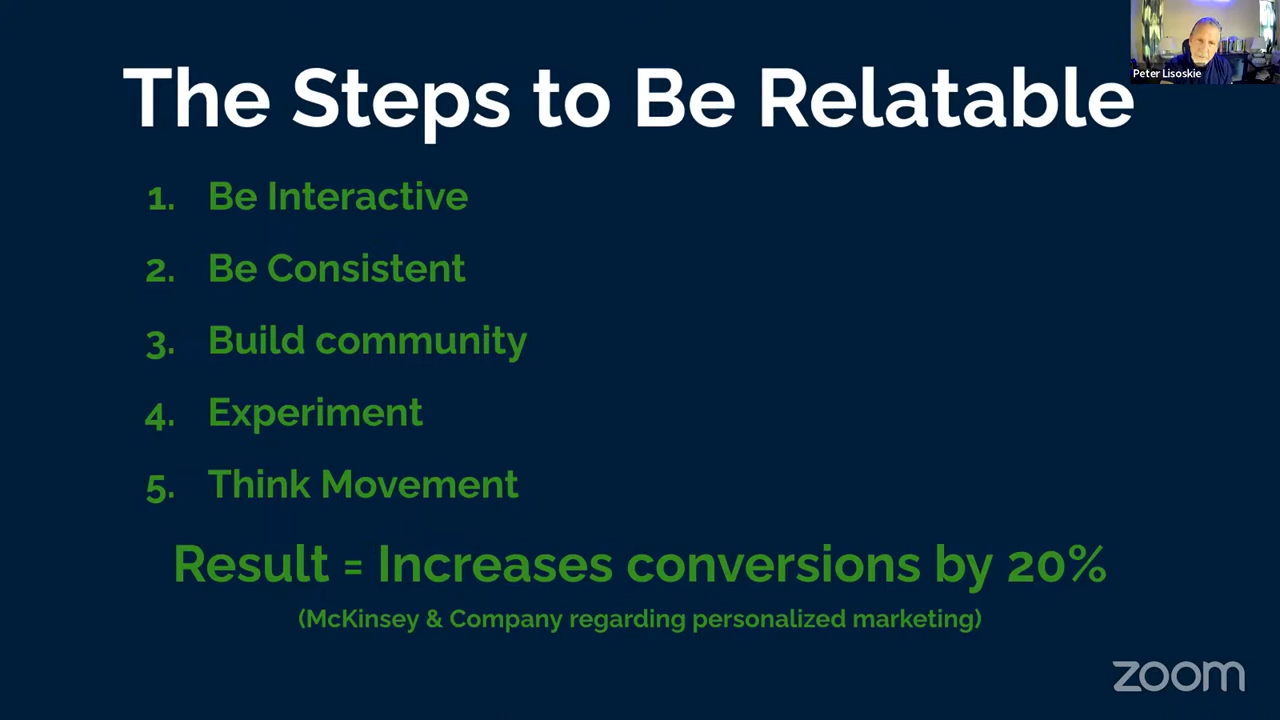 Peter Lisoskie
The Steps to Be Relatable
1. Be Interactive
2. Be Consistent
3. Build community
4. Experiment
5. Think Movement
Result = Increases conversions by 20%
(McKinsey & Company regarding personalized marketing)
zoom